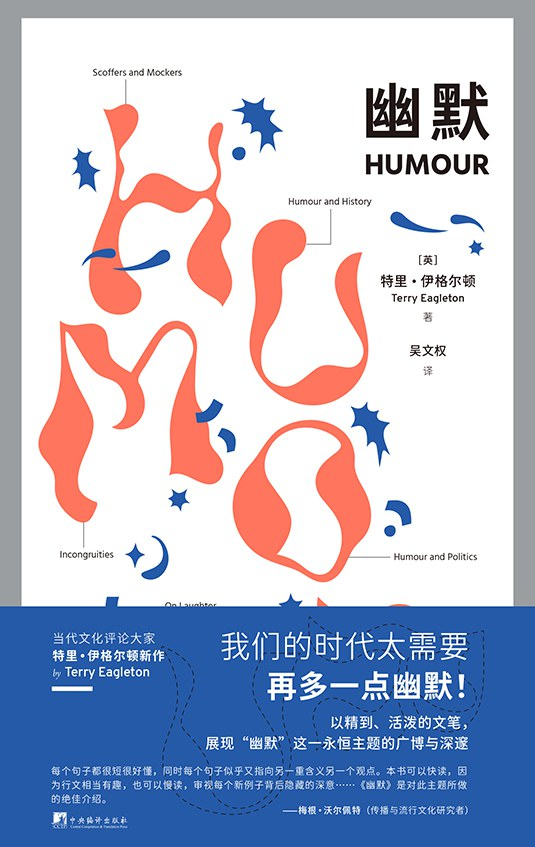 Scoffers and Mockers
幽默
HUMOUR
Humour and History
[英]
特里·伊格尔顿
Terry Eagleton
著
吴文权
译
Incongruities
Humour and Politics
On Laughter
当代文化评论大家
特里·伊格尔顿新作
by Terry Eagleton
我们的时代太需要
再多一点幽默！
以精到、活泼的文笔，
展现“幽默”这一永恒主题的广博与深邃
每个句子都很短很好懂，同时每个句子似乎又指向另一重含义另一个观点。本书可以快读，因
为行文相当有趣，也可以慢读，审视每个新例子背后隐藏的深意……《幽默》是对此主题所做
的绝佳介绍。
——梅根·沃尔佩特（传播与流行文化研究者）
中央编译出版社
Central Compilation & Translation Press